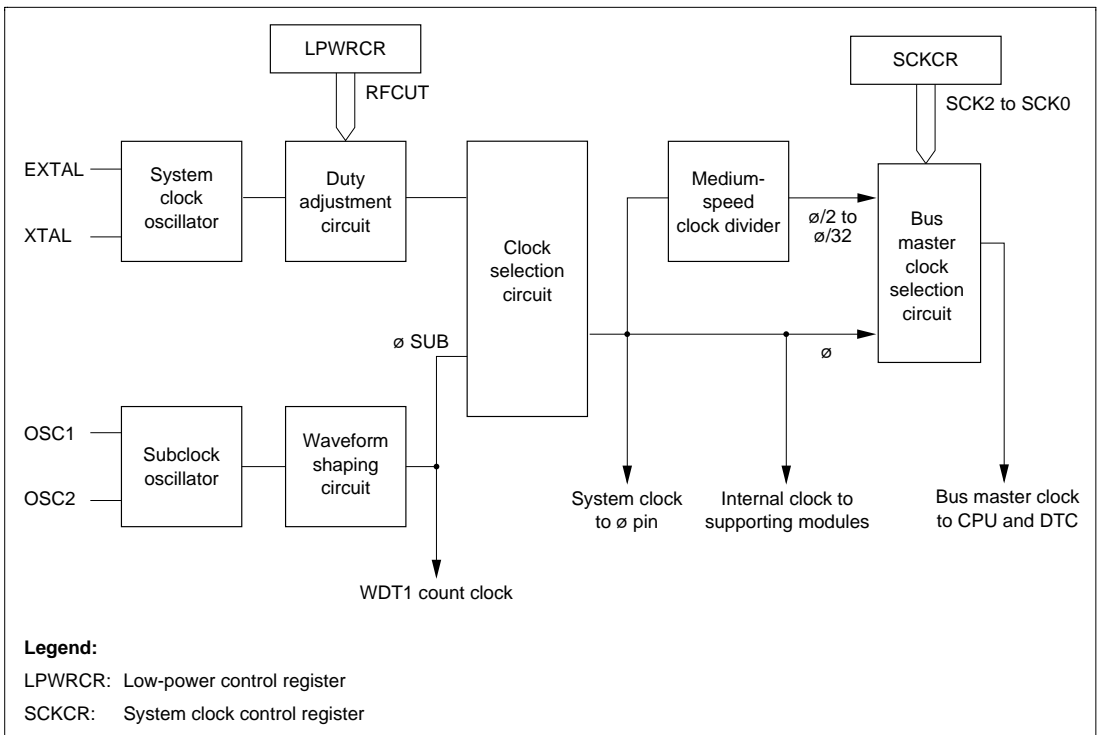 LPWRCR
RFCUT
SCKCR
SCK2 to SCK0
EXTAL
XTAL
System
clock
oscillator
Duty
adjustment
circuit
Clock
selection
circuit
Medium-
speed
clock divider
ø/2 to
ø/32
Bus
master
clock
selection
circuit
ø SUB
ø
OSC1
OSC2
Subclock
oscillator
Waveform
shaping
circuit
System clock
to ø pin
Internal clock to
supporting modules
Bus master clock
to CPU and DTC
WDT1 count clock
Legend:
LPWRCR: Low-power control register
SCKCR: System clock control register